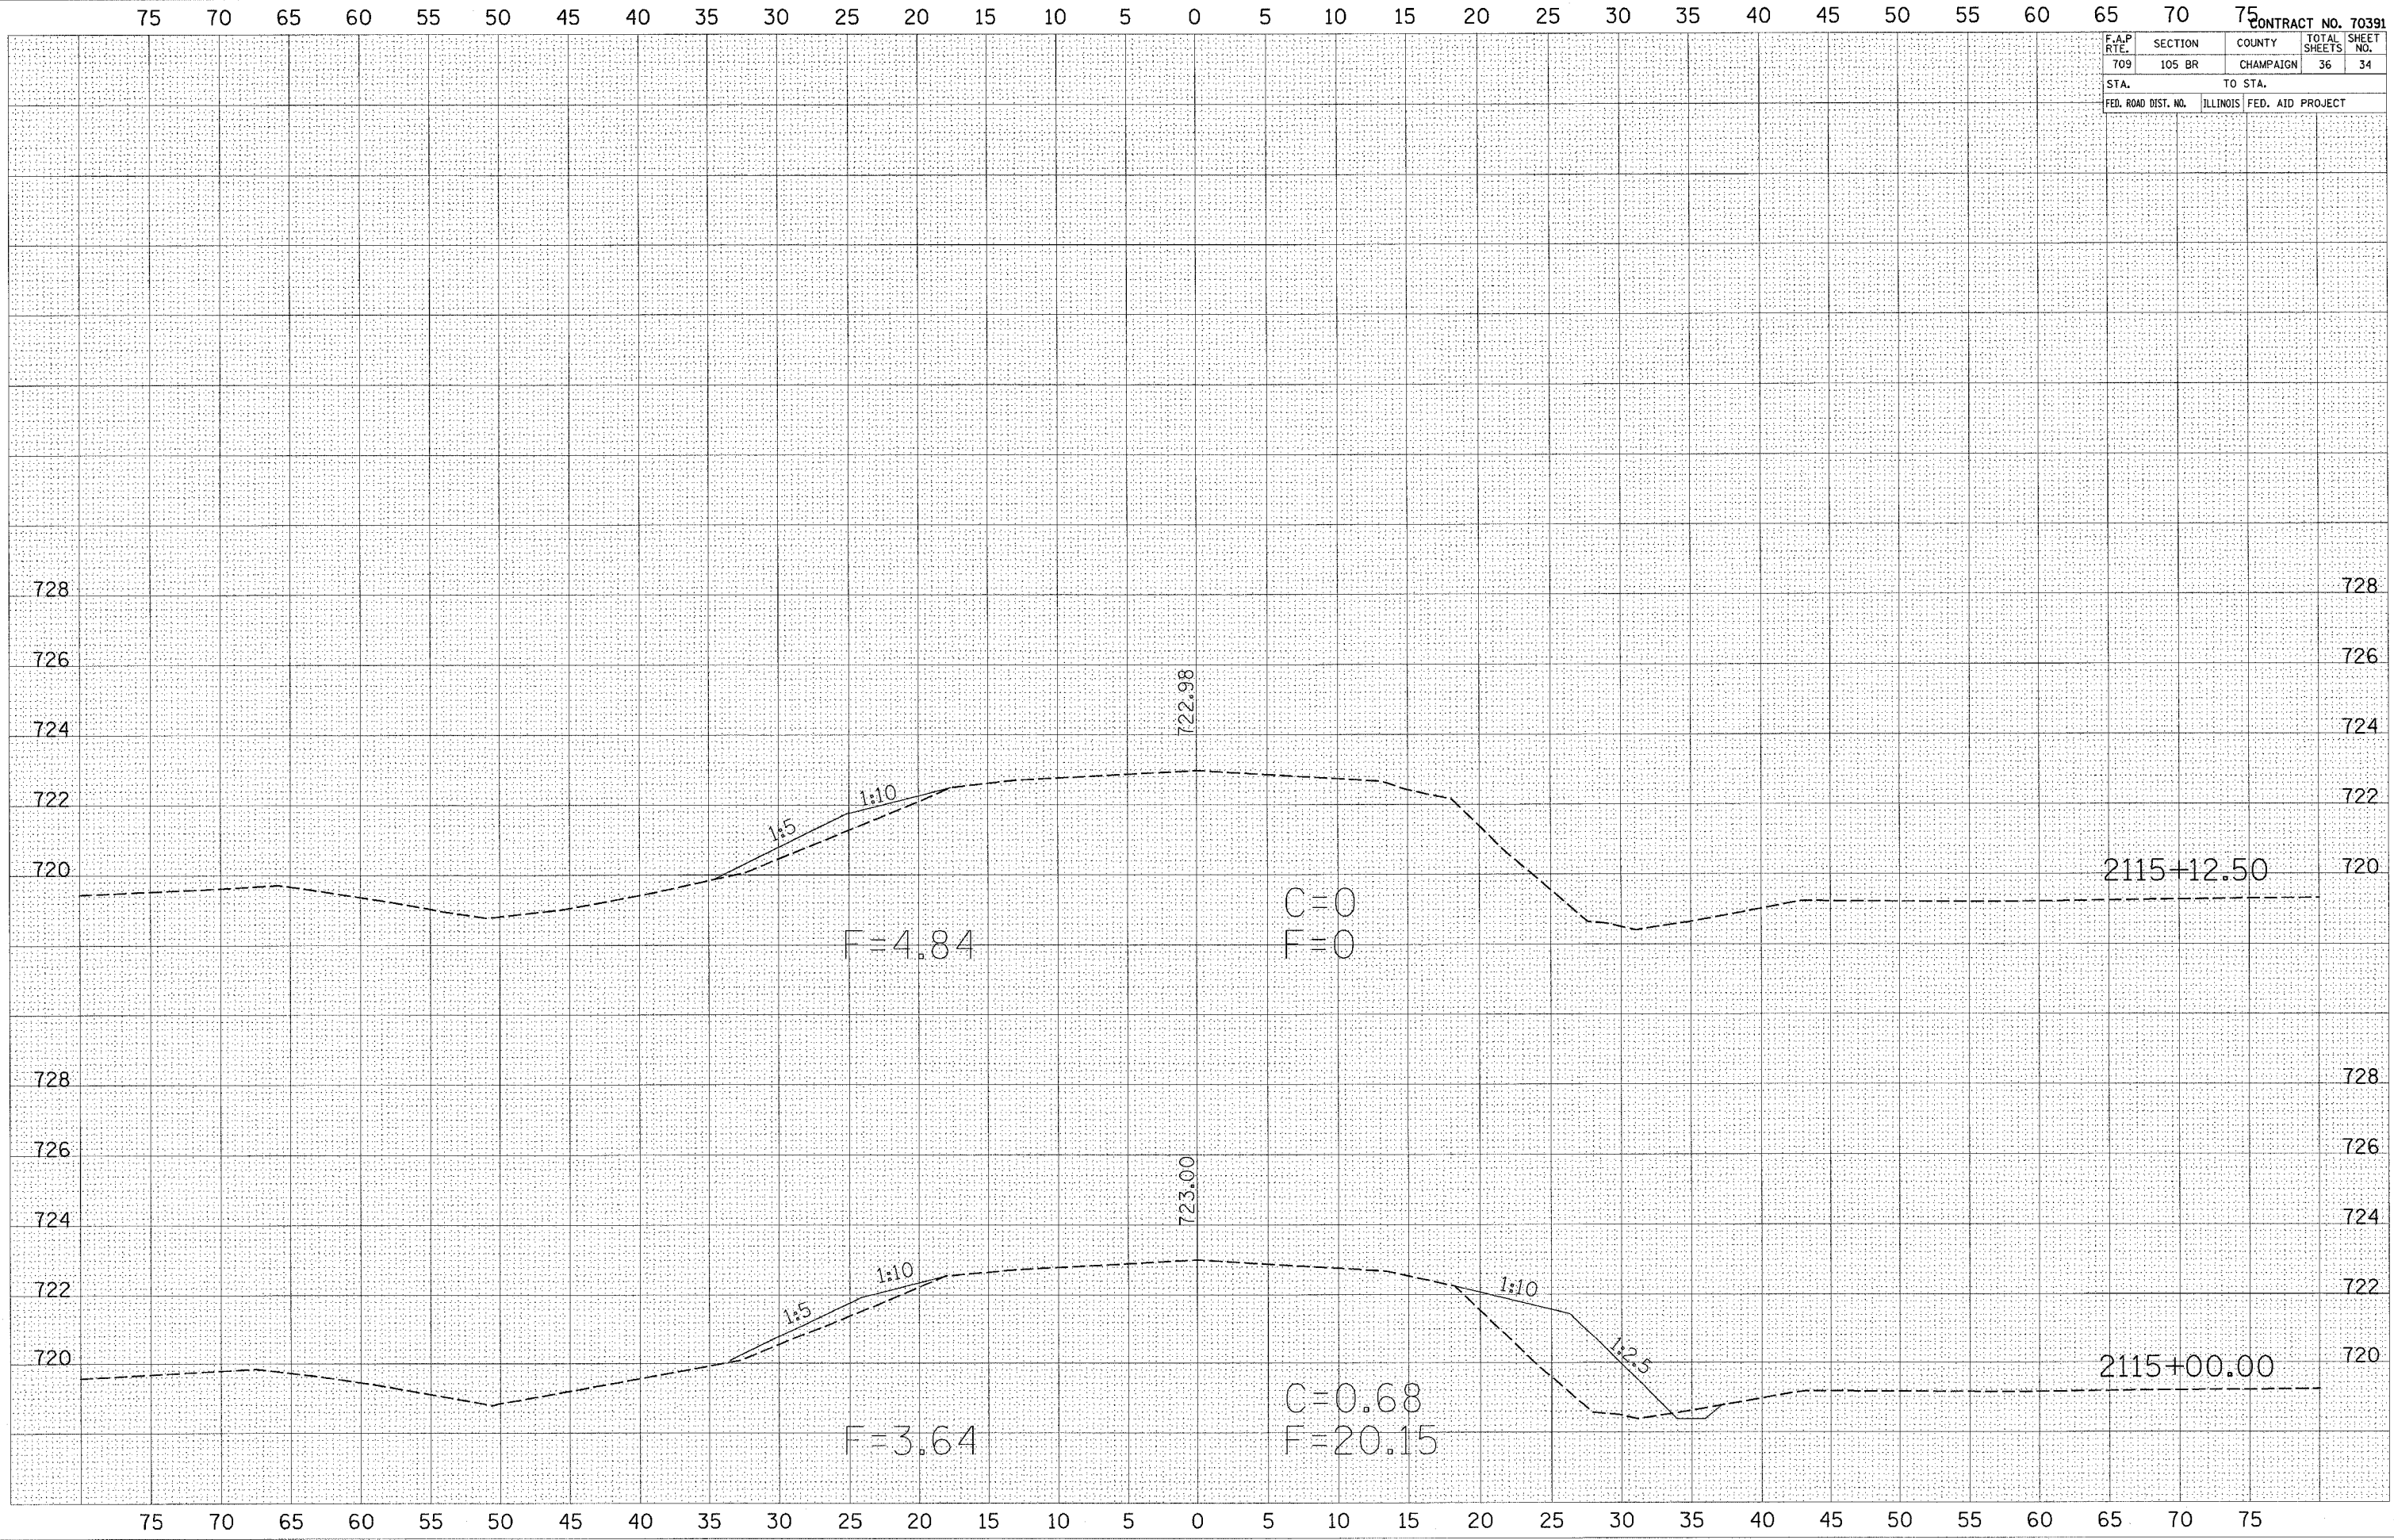 75 70 65 60 55 50 45 40 35 30 25 20 15 10 5 0 5 10 15 20 25 30 35 40 45 50 55 60 65 70 75
CONTRACT NO. 70391
F.A.P RTE. SECTION COUNTY TOTAL SHEETS SHEET NO.
709 105 BR CHAMPAIGN 36 34
STA. TO STA.
FED. ROAD DIST. NO. ILLINOIS FED. AID PROJECT
728 728
726 726
722.98
724 724
1:10
722 722
1:5
720 2115+12.50 720
C=0
F=4.84 F=0
728 728
726 726
723.00
724 724
1:10 1:10
722 722
1:5
1:2.5
720 2115+00.00 720
C=0.68
F=3.64 F=20.15
75 70 65 60 55 50 45 40 35 30 25 20 15 10 5 0 5 10 15 20 25 30 35 40 45 50 55 60 65 70 75